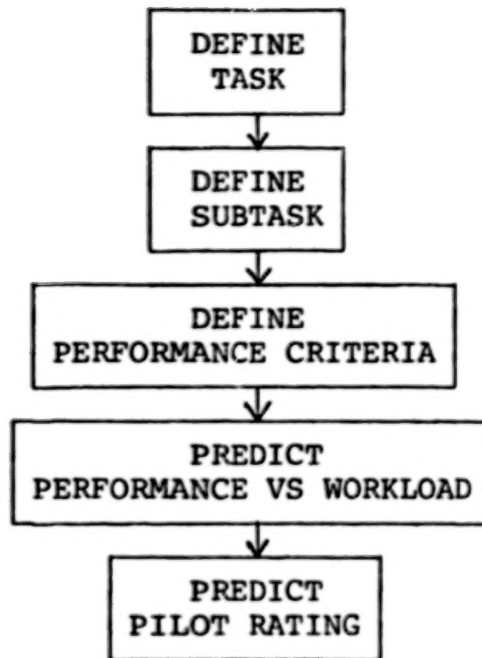 DEFINE
TASK
DEFINE
SUBTASK
DEFINE
PERFORMANCE CRITERIA
PREDICT
PERFORMANCE VS WORKLOAD
PREDICT
PILOT RATING